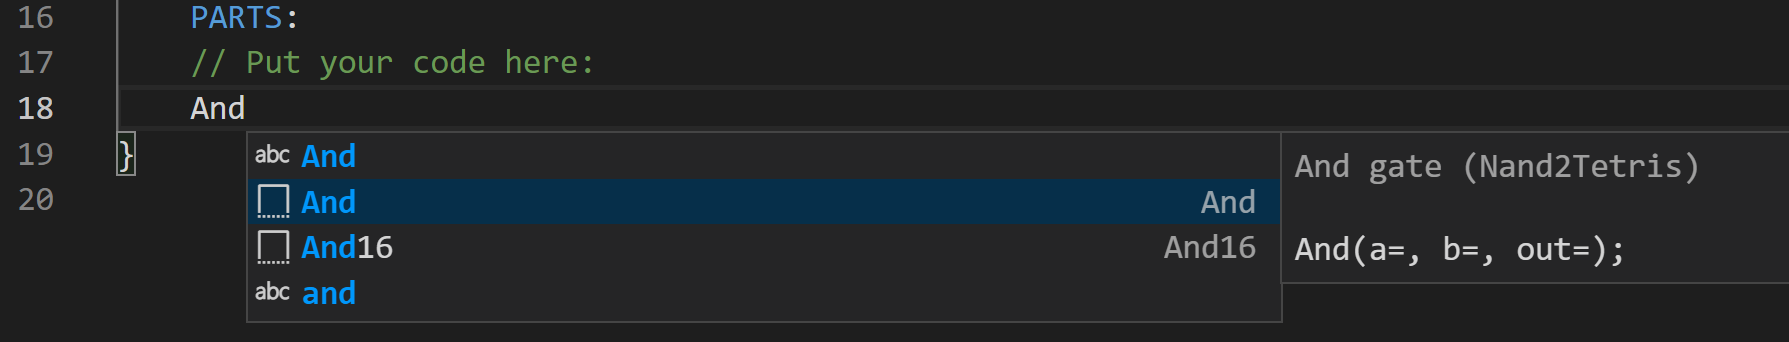 16 PARTS:
17 // Put your code here:
18 And
19 }
20
abc And
And And
And16 And16
abc and
And gate (Nand2Tetris)
And(a=, b=, out=);